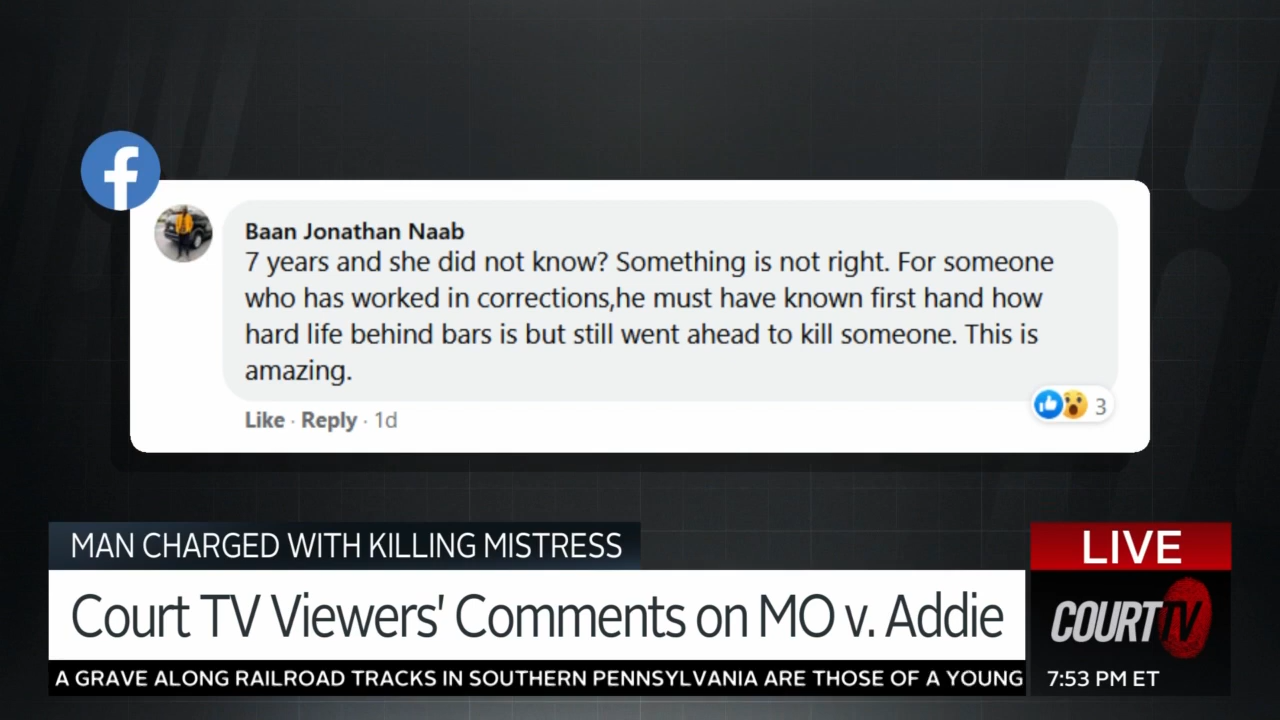 Baan Jonathan Naab
7 years and she did not know? Something is not right. For someone
who has worked in corrections,he must have known first hand how
hard life behind bars is but still went ahead to kill someone. This is
amazing.
Like · Reply · 1d
3
MAN CHARGED WITH KILLING MISTRESS
Court TV Viewers' Comments on MO v. Addie
A GRAVE ALONG RAILROAD TRACKS IN SOUTHERN PENNSYLVANIA ARE THOSE OF A YOUNG
LIVE
COURT TV
7:53 PM ET